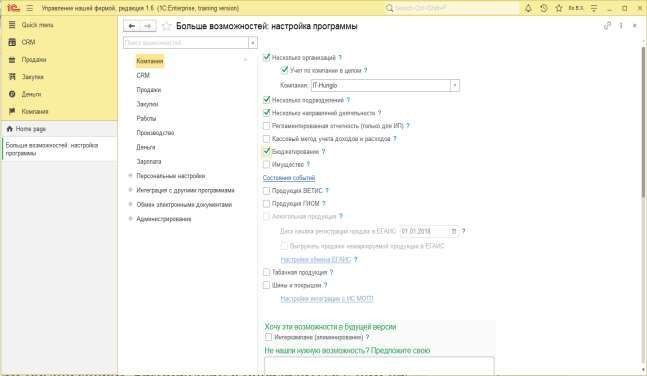 1С Управление нашей фирмой, редакция 1.6 (1C:Enterprise, training version)
Search Ctrl+Shift+F
Quick menu
CRM
Продажи
Закупки
Деньги
Компания
Home page
Больше возможностей: настройка
программы
Больше возможностей: настройка программы
Поиск возможностей
Компания
CRM
Продажи
Закупки
Работы
Производство
Деньги
Зарплата
Персональные настройки
Интеграция с другими программами
Обмен электронными документами
Администрирование
Несколько организаций ?
Учет по компании в целом ?
Компания: IT-Hunglo
Несколько подразделений ?
Несколько направлений деятельности ?
Регламентированная отчетность (только для ИП) ?
Кассовый метод учета доходов и расходов ?
Бюджетирование ?
Имущество ?
Состояния событий
Продукция ВЕТИС ?
Продукция ГИСМ ?
Алкогольная продукция ?
Дата начала регистрации продаж в ЕГАИС 01.01.2018 ?
Выгружать продажи немаркируемой продукции в ЕГАИС
Настройки обмена ЕГАИС ?
Табачная продукция ?
Шины и покрышки ?
Настройки интеграции с ИС МОТП
Хочу эти возможности в будущей версии
Интеркампани (элиминирование) ?
Не нашли нужную возможность? Предложите свою